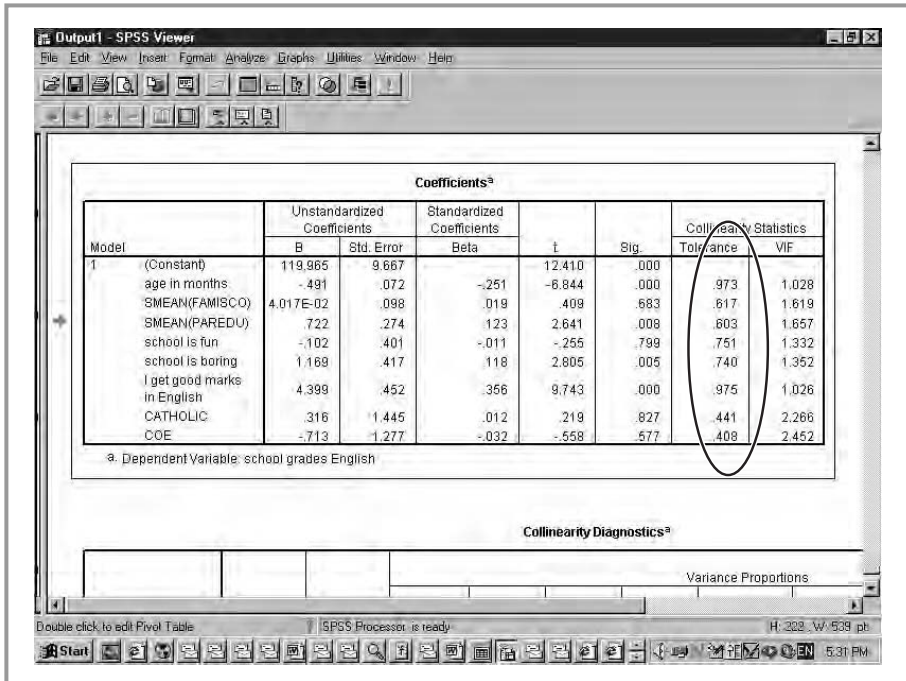 Output1 - SPSS Viewer
File Edit View Insert Format Analyze Graphs Utilities Window Help
Coefficientsᵃ
Unstandardized Coefficients Standardized Coefficients Collinearity Statistics
Model B Std. Error Beta t Sig. Tolerance VIF
1 (Constant) 119.965 9.667 12.410 .000
age in months -.491 .072 -.251 -6.844 .000 .973 1.028
SMEAN(FAMISCO) 4.017E-02 .098 .019 .409 .683 .617 1.619
SMEAN(PAREDU) .722 .274 .123 2.641 .008 .603 1.657
school is fun -.102 .401 -.011 -.255 .799 .751 1.332
school is boring 1.169 .417 .118 2.805 .005 .740 1.352
I get good marks in English 4.399 .452 .356 9.743 .000 .975 1.026
CATHOLIC .316 1.445 .012 .219 .827 .441 2.266
COE -.713 1.277 -.032 -.558 .577 .408 2.452
a. Dependent Variable: school grades English
Collinearity Diagnosticsᵃ
Variance Proportions
Double click to edit Pivot Table SPSS Processor is ready H: 223 , W: 539 pt
Start EN 5:31 PM